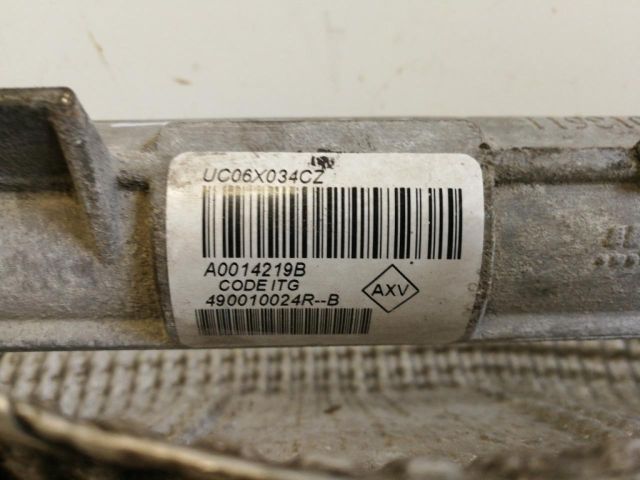 UC06X034CZ
A0014219B
CODE ITG
490010024R--B
AXV